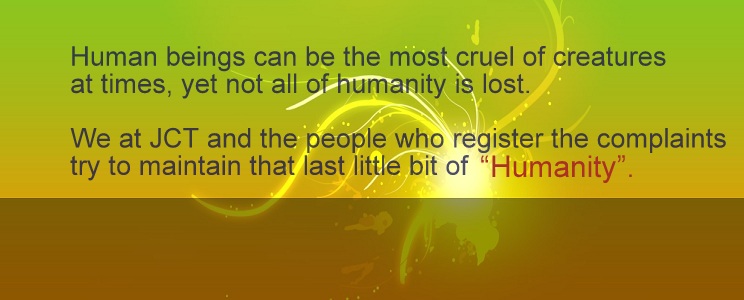 Human beings can be the most cruel of creatures
at times, yet not all of humanity is lost.
We at JCT and the people who register the complaints
try to maintain that last little bit of “Humanity”.